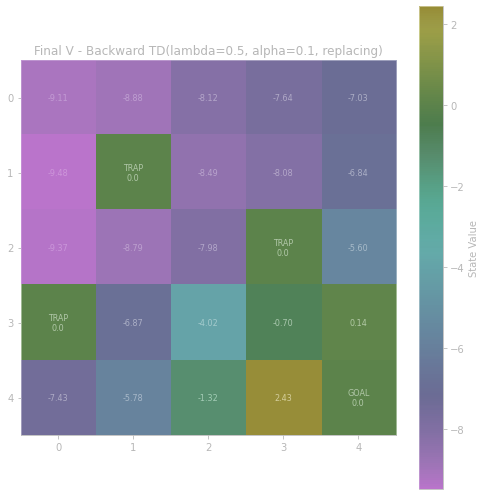 Final V - Backward TD(lambda=0.5, alpha=0.1, replacing)
0 -9.11 -8.88 -8.12 -7.64 -7.03
1 -9.48 TRAP 0.0 -8.49 -8.08 -6.84
2 -9.37 -8.79 -7.98 TRAP 0.0 -5.60
3 TRAP 0.0 -6.87 -4.02 -0.70 0.14
4 -7.43 -5.78 -1.32 2.43 GOAL 0.0
0 1 2 3 4
2
0
−2
−4
−6
−8
State Value